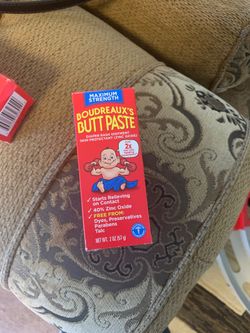 MAXIMUM
STRENGTH
BOUDREAUX'S
BUTT PASTE
DIAPER RASH OINTMENT
SKIN PROTECTANT (ZINC OXIDE)
2x
Starts Relieving
on Contact
40% Zinc Oxide
FREE FROM:
Dyes, Preservatives
Parabens
Talc
NET WT. 2 OZ (57 g)